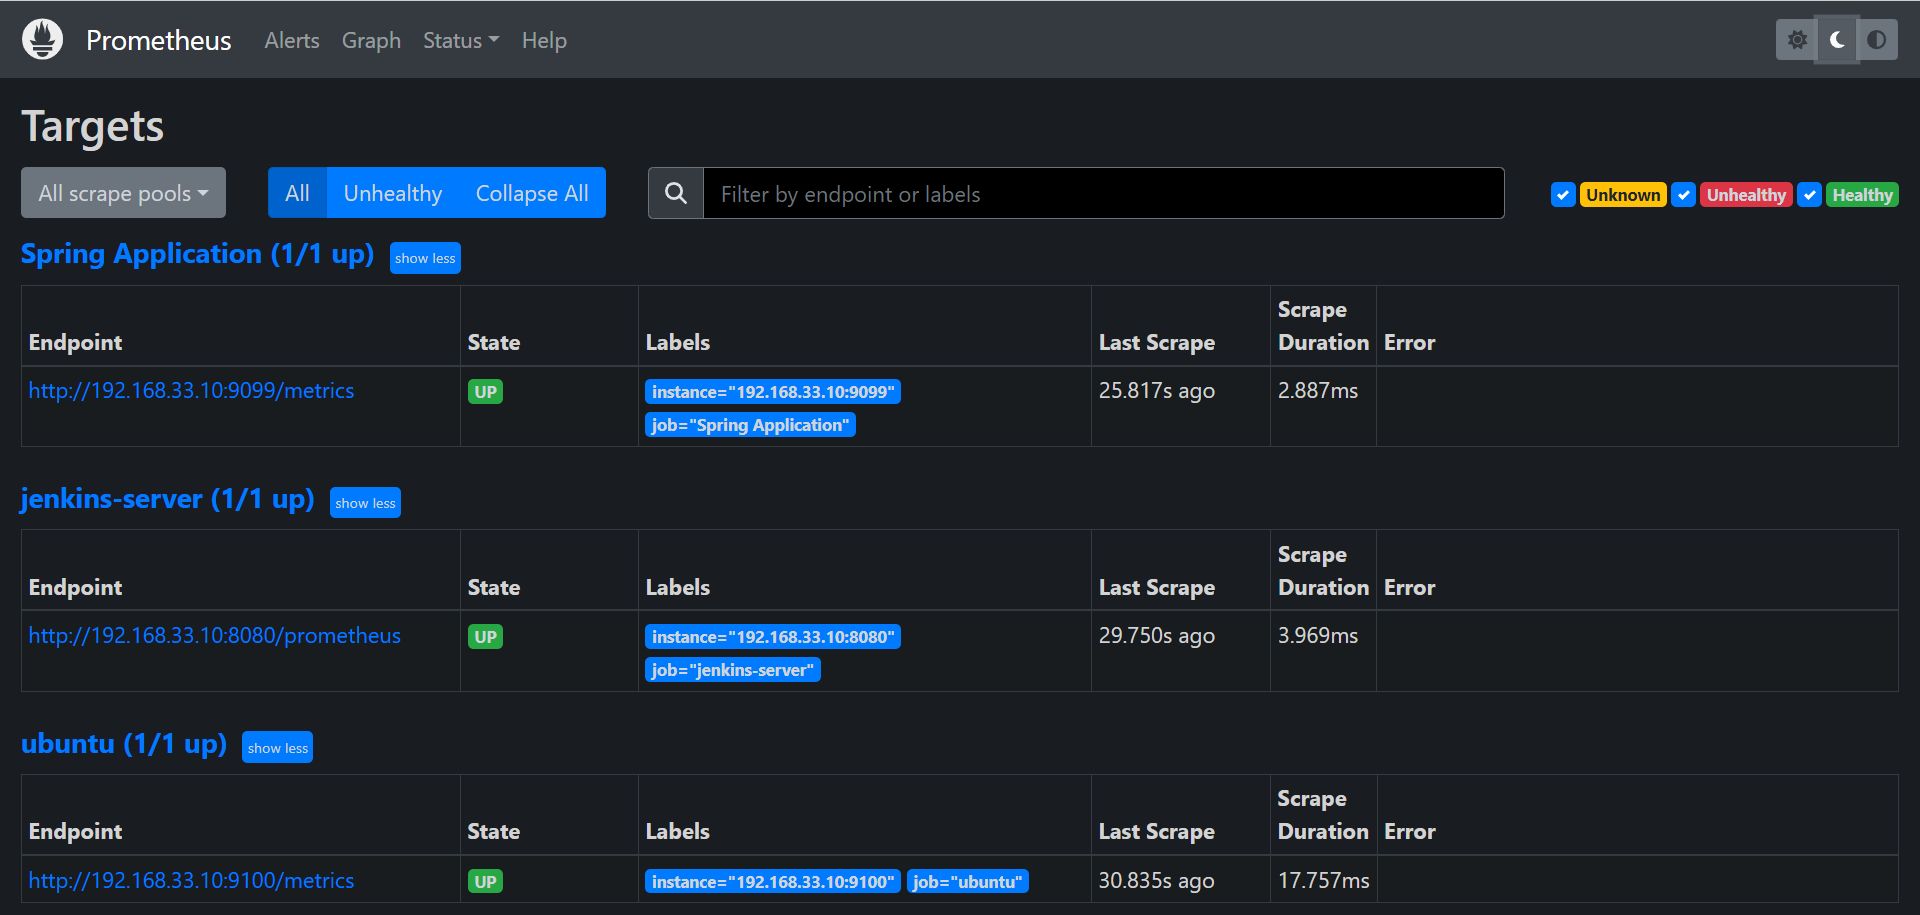 Prometheus Alerts Graph Status Help
Targets
All scrape pools All Unhealthy Collapse All Filter by endpoint or labels Unknown Unhealthy Healthy
Spring Application (1/1 up) show less
Endpoint State Labels Last Scrape Scrape Duration Error
http://192.168.33.10:9099/metrics UP instance="192.168.33.10:9099" 25.817s ago 2.887ms
job="Spring Application"
jenkins-server (1/1 up) show less
Endpoint State Labels Last Scrape Scrape Duration Error
http://192.168.33.10:8080/prometheus UP instance="192.168.33.10:8080" 29.750s ago 3.969ms
job="jenkins-server"
ubuntu (1/1 up) show less
Endpoint State Labels Last Scrape Scrape Duration Error
http://192.168.33.10:9100/metrics UP instance="192.168.33.10:9100" job="ubuntu" 30.835s ago 17.757ms